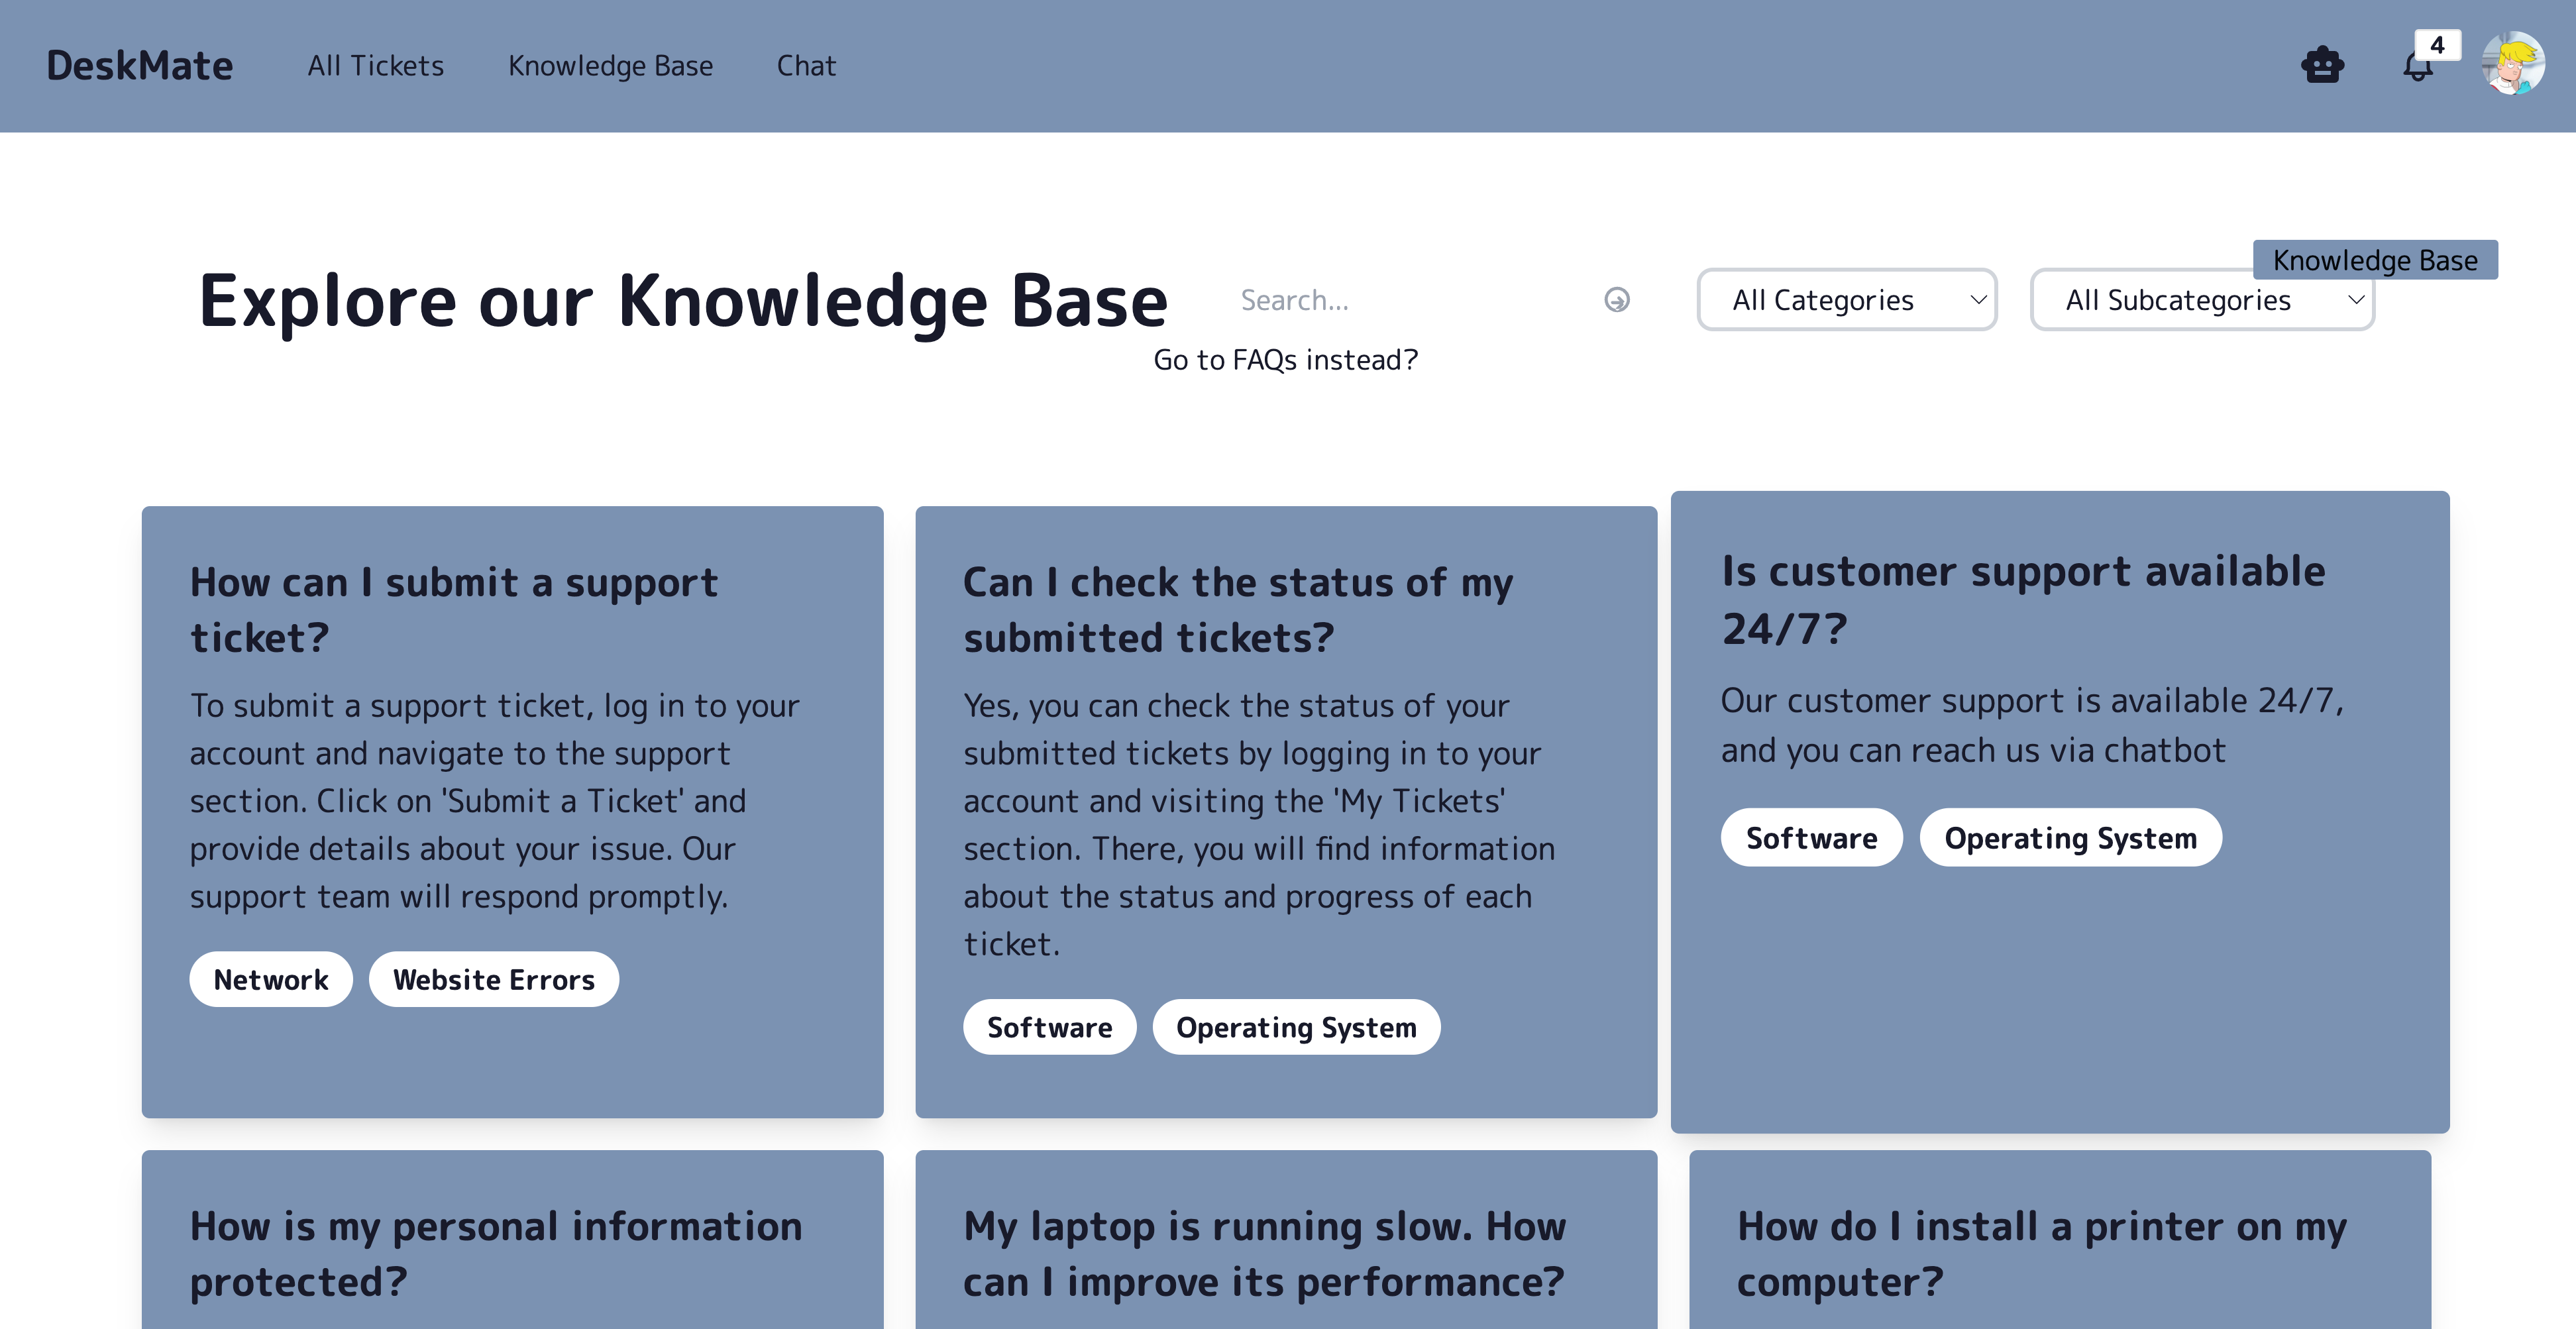 DeskMate
All Tickets
Knowledge Base
Chat
4
Explore our Knowledge Base
Search...
All Categories
All Subcategories
Knowledge Base
Go to FAQs instead?
How can I submit a support
ticket?
To submit a support ticket, log in to your
account and navigate to the support
section. Click on 'Submit a Ticket' and
provide details about your issue. Our
support team will respond promptly.
Network
Website Errors
Can I check the status of my
submitted tickets?
Yes, you can check the status of your
submitted tickets by logging in to your
account and visiting the 'My Tickets'
section. There, you will find information
about the status and progress of each
ticket.
Software
Operating System
Is customer support available
24/7?
Our customer support is available 24/7,
and you can reach us via chatbot
Software
Operating System
How is my personal information
protected?
My laptop is running slow. How
can I improve its performance?
How do I install a printer on my
computer?